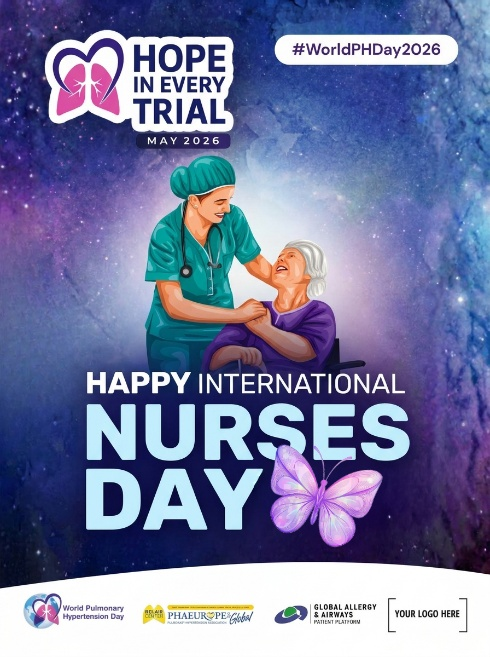 HOPE
IN EVERY
TRIAL
MAY 2026
#WorldPHDay2026
HAPPY INTERNATIONAL
NURSES
DAY
World Pulmonary
Hypertension Day
PHAEUROPE
Global
GLOBAL ALLERGY
& AIRWAYS
PATIENT PLATFORM
YOUR LOGO HERE